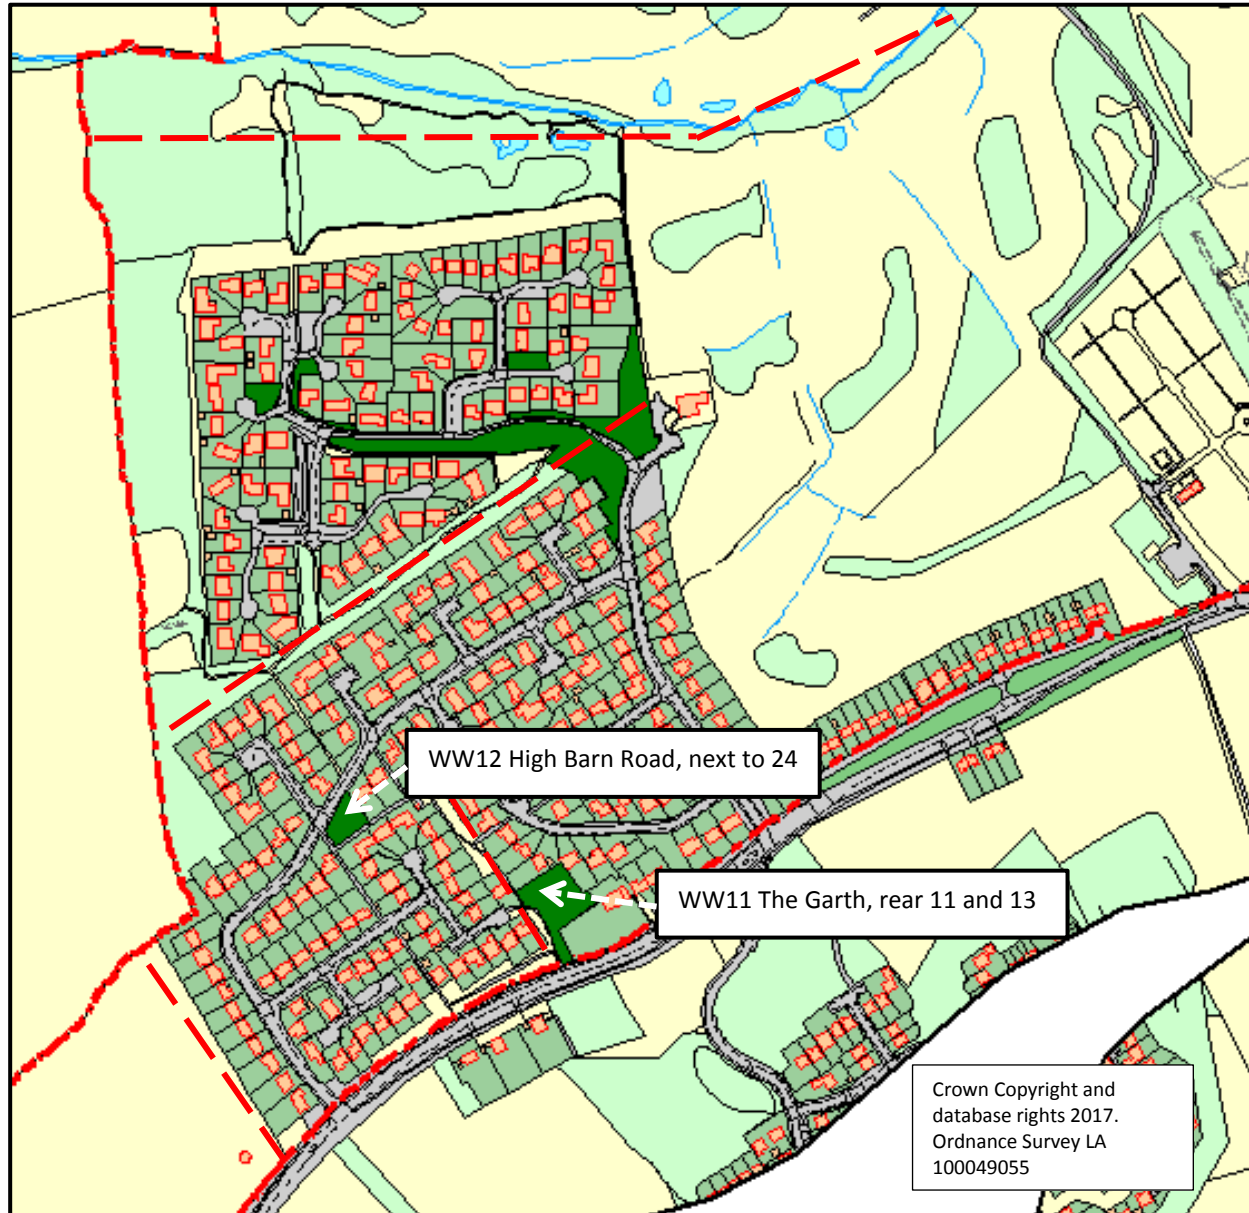 WW12 High Barn Road, next to 24
WW11 The Garth, rear 11 and 13
Crown Copyright and
database rights 2017.
Ordnance Survey LA
100049055